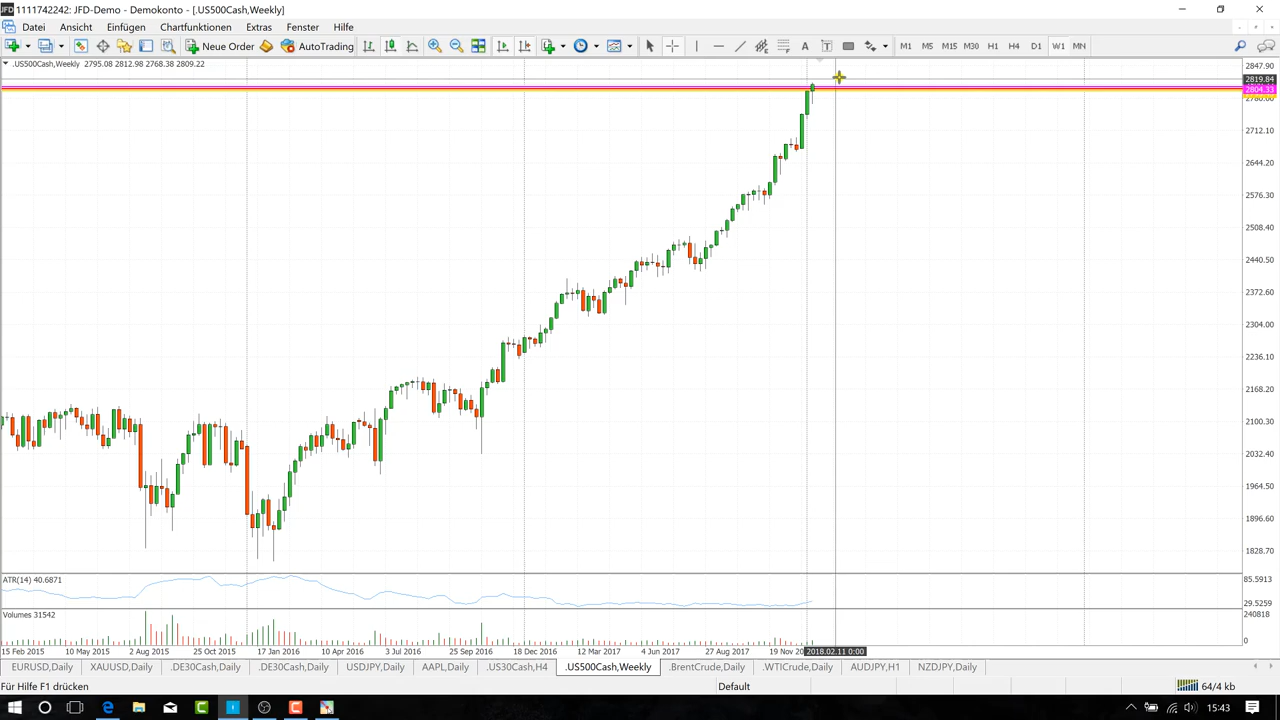 1111742242: JFD-Demo - Demokonto - [.US500Cash,Weekly]
Datei Ansicht Einfügen Chartfunktionen Extras Fenster Hilfe
New Order AutoTrading A T M1 M5 M15 M30 H1 H4 D1 W1 MN
.US500Cash,Weekly 2795.08 2812.98 2768.38 2809.22
2847.90
2819.84
2804.33
2780.00
2712.10
2644.20
2576.30
2508.40
2440.50
2372.60
2304.00
2236.10
2168.20
2100.30
2032.40
1964.50
1896.60
1828.70
ATR(14) 40.6871
85.5913
29.5259
Volumes 31542
240818
0
15 Feb 2015 10 May 2015 2 Aug 2015 25 Oct 2015 17 Jan 2016 10 Apr 2016 3 Jul 2016 25 Sep 2016 18 Dec 2016 12 Mar 2017 4 Jun 2017 27 Aug 2017 19 Nov 20 2018.02.11 0:00
EURUSD,Daily XAUUSD,Daily .DE30Cash,Daily .DE30Cash,Daily USDJPY,Daily AAPL,Daily .US30Cash,H4 .US500Cash,Weekly .BrentCrude,Daily .WTICrude,Daily AUDJPY,H1 NZDJPY,Daily
Für Hilfe F1 drücken Default 64/4 kb
15:43